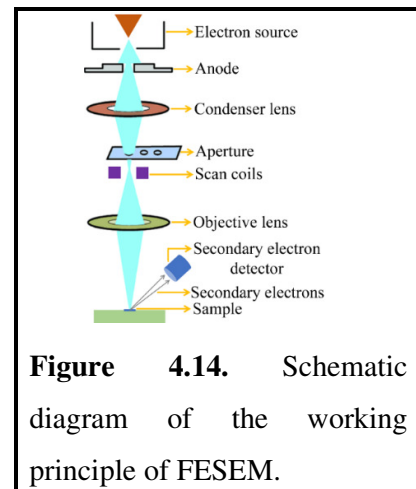 Electron source
Anode
Condenser lens
Aperture
Scan coils
Objective lens
Secondary electron
detector
Secondary electrons
Sample
Figure 4.14. Schematic
diagram of the working
principle of FESEM.